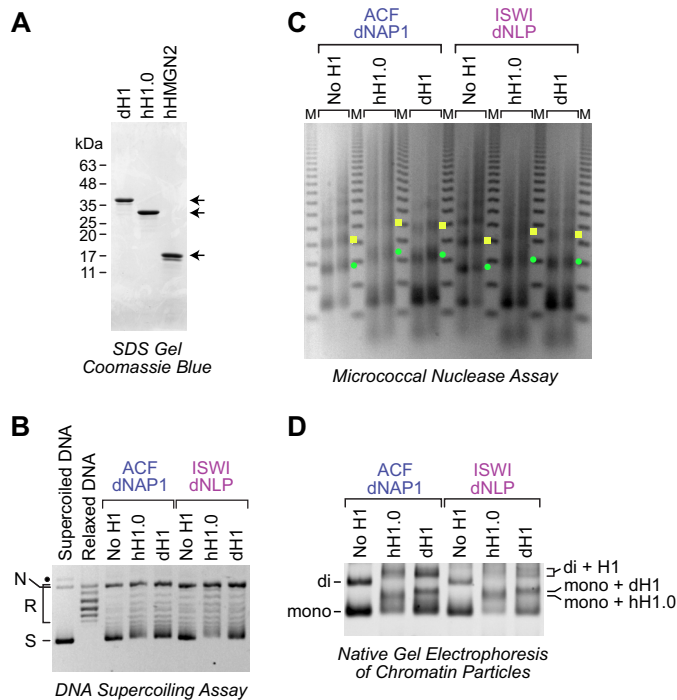 A
dH1
hH1.0
hHMGN2
kDa
63
48
35
25
20
17
11
SDS Gel
Coomassie Blue
B
Supercoiled DNA
Relaxed DNA
ACF
dNAP1
ISWI
dNLP
No H1
hH1.0
dH1
No H1
hH1.0
dH1
N
R
S
DNA Supercoiling Assay
C
ACF
dNAP1
ISWI
dNLP
No H1
hH1.0
dH1
No H1
hH1.0
dH1
M M M M M M M
Micrococcal Nuclease Assay
D
ACF
dNAP1
ISWI
dNLP
No H1
hH1.0
dH1
No H1
hH1.0
dH1
di
mono
di + H1
mono + dH1
mono + hH1.0
Native Gel Electrophoresis
of Chromatin Particles